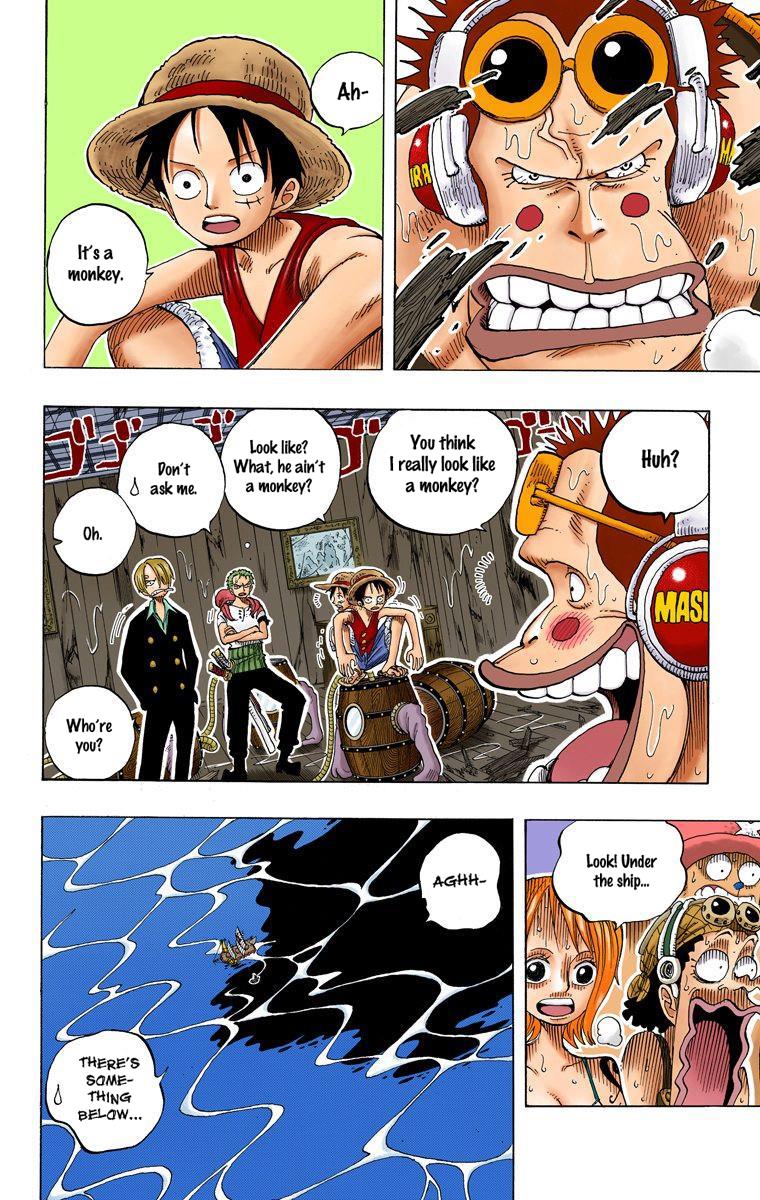 Ah-
It's a
monkey.
Huh?
MAS
You think
I really look like
a monkey?
Look like?
What, he ain't
a monkey?
Don't
ask me.
Oh.
Who're
you?
Look! Under
the ship...
AGHH-
THERE'S
SOME-
THING
BELOW...